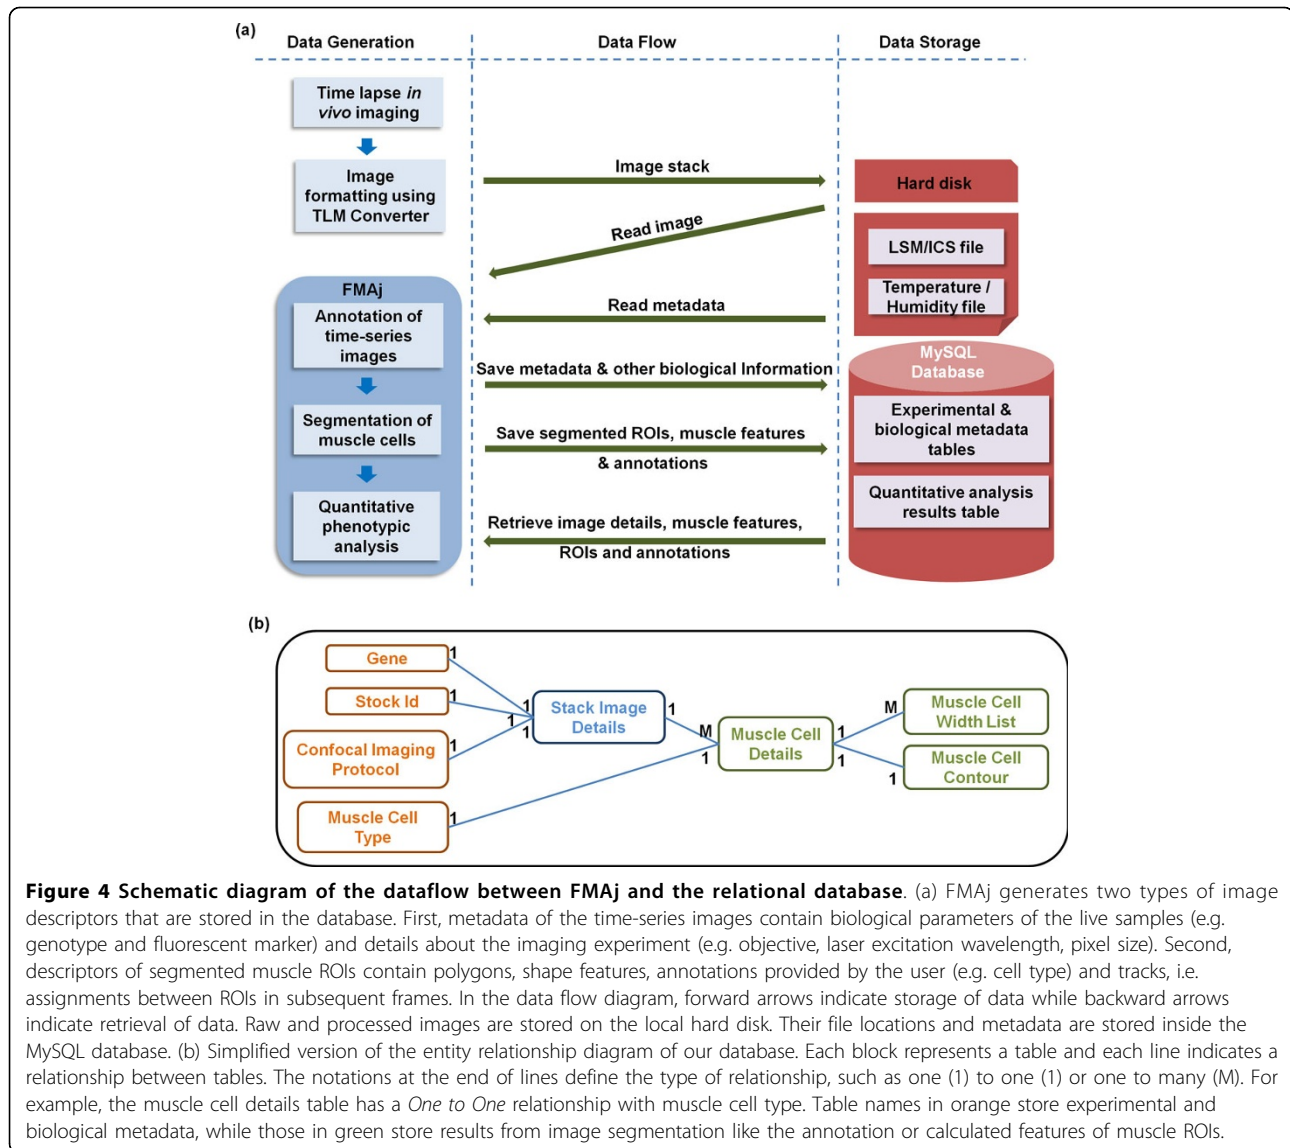 (a)
Data Generation
Data Flow
Data Storage
Time lapse in
vivo imaging
Image
formatting using
TLM Converter
Image stack
Hard disk
Read image
LSM/ICS file
Temperature /
Humidity file
FMAj
Annotation of
time-series
images
Read metadata
MySQL
Database
Save metadata & other biological Information
Experimental &
biological metadata
tables
Segmentation of
muscle cells
Save segmented ROIs, muscle features
& annotations
Quantitative analysis
results table
Quantitative
phenotypic
analysis
Retrieve image details, muscle features,
ROIs and annotations
(b)
Gene
1
Stock Id
1
Confocal Imaging
Protocol
1
Muscle Cell
Type
1
1
1
1
Stack Image
Details
1
M
1
Muscle Cell
Details
1
1
M
1
Muscle Cell
Width List
Muscle Cell
Contour
Figure 4 Schematic diagram of the dataflow between FMAj and the relational database. (a) FMAj generates two types of image
descriptors that are stored in the database. First, metadata of the time-series images contain biological parameters of the live samples (e.g.
genotype and fluorescent marker) and details about the imaging experiment (e.g. objective, laser excitation wavelength, pixel size). Second,
descriptors of segmented muscle ROIs contain polygons, shape features, annotations provided by the user (e.g. cell type) and tracks, i.e.
assignments between ROIs in subsequent frames. In the data flow diagram, forward arrows indicate storage of data while backward arrows
indicate retrieval of data. Raw and processed images are stored on the local hard disk. Their file locations and metadata are stored inside the
MySQL database. (b) Simplified version of the entity relationship diagram of our database. Each block represents a table and each line indicates a
relationship between tables. The notations at the end of lines define the type of relationship, such as one (1) to one (1) or one to many (M). For
example, the muscle cell details table has a One to One relationship with muscle cell type. Table names in orange store experimental and
biological metadata, while those in green store results from image segmentation like the annotation or calculated features of muscle ROIs.